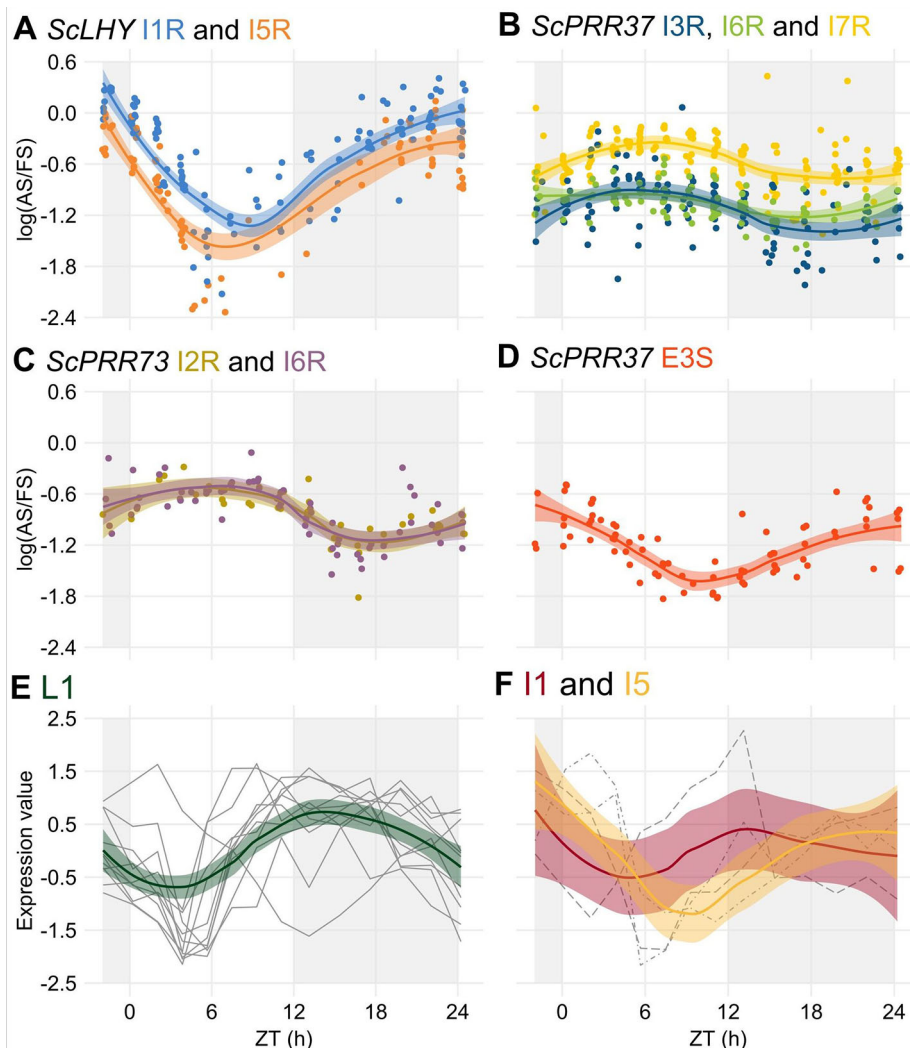 A ScLHY I1R and I5R
B ScPRR37 I3R, I6R and I7R
0.6
0.0
-0.6
-1.2
-1.8
-2.4
log(AS/FS)
C ScPRR73 I2R and I6R
D ScPRR37 E3S
0.6
0.0
-0.6
-1.2
-1.8
-2.4
log(AS/FS)
E L1
F I1 and I5
2.5
1.5
0.5
-0.5
-1.5
-2.5
Expression value
0 6 12 18 24
ZT (h)
0 6 12 18 24
ZT (h)